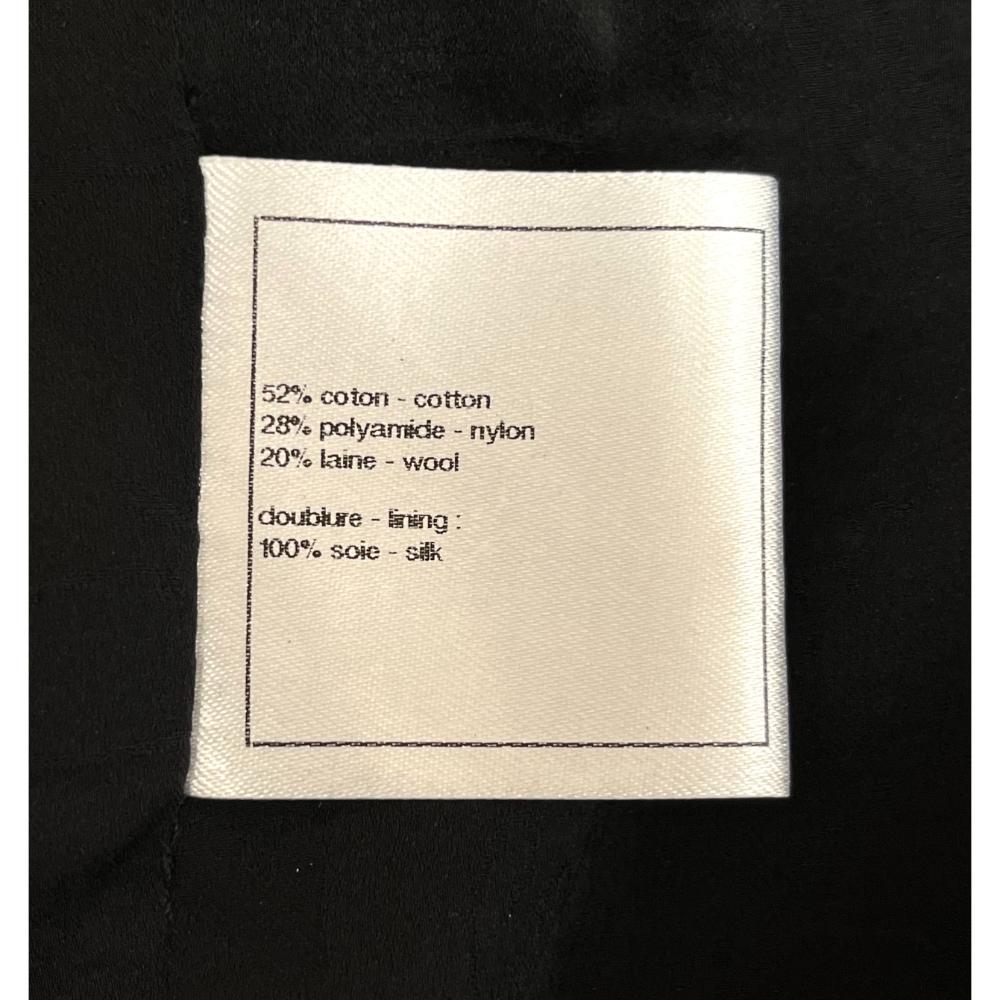 52% coton - cotton
28% polyamide - nylon
20% laine - wool
doublure - lining :
100% soie - silk